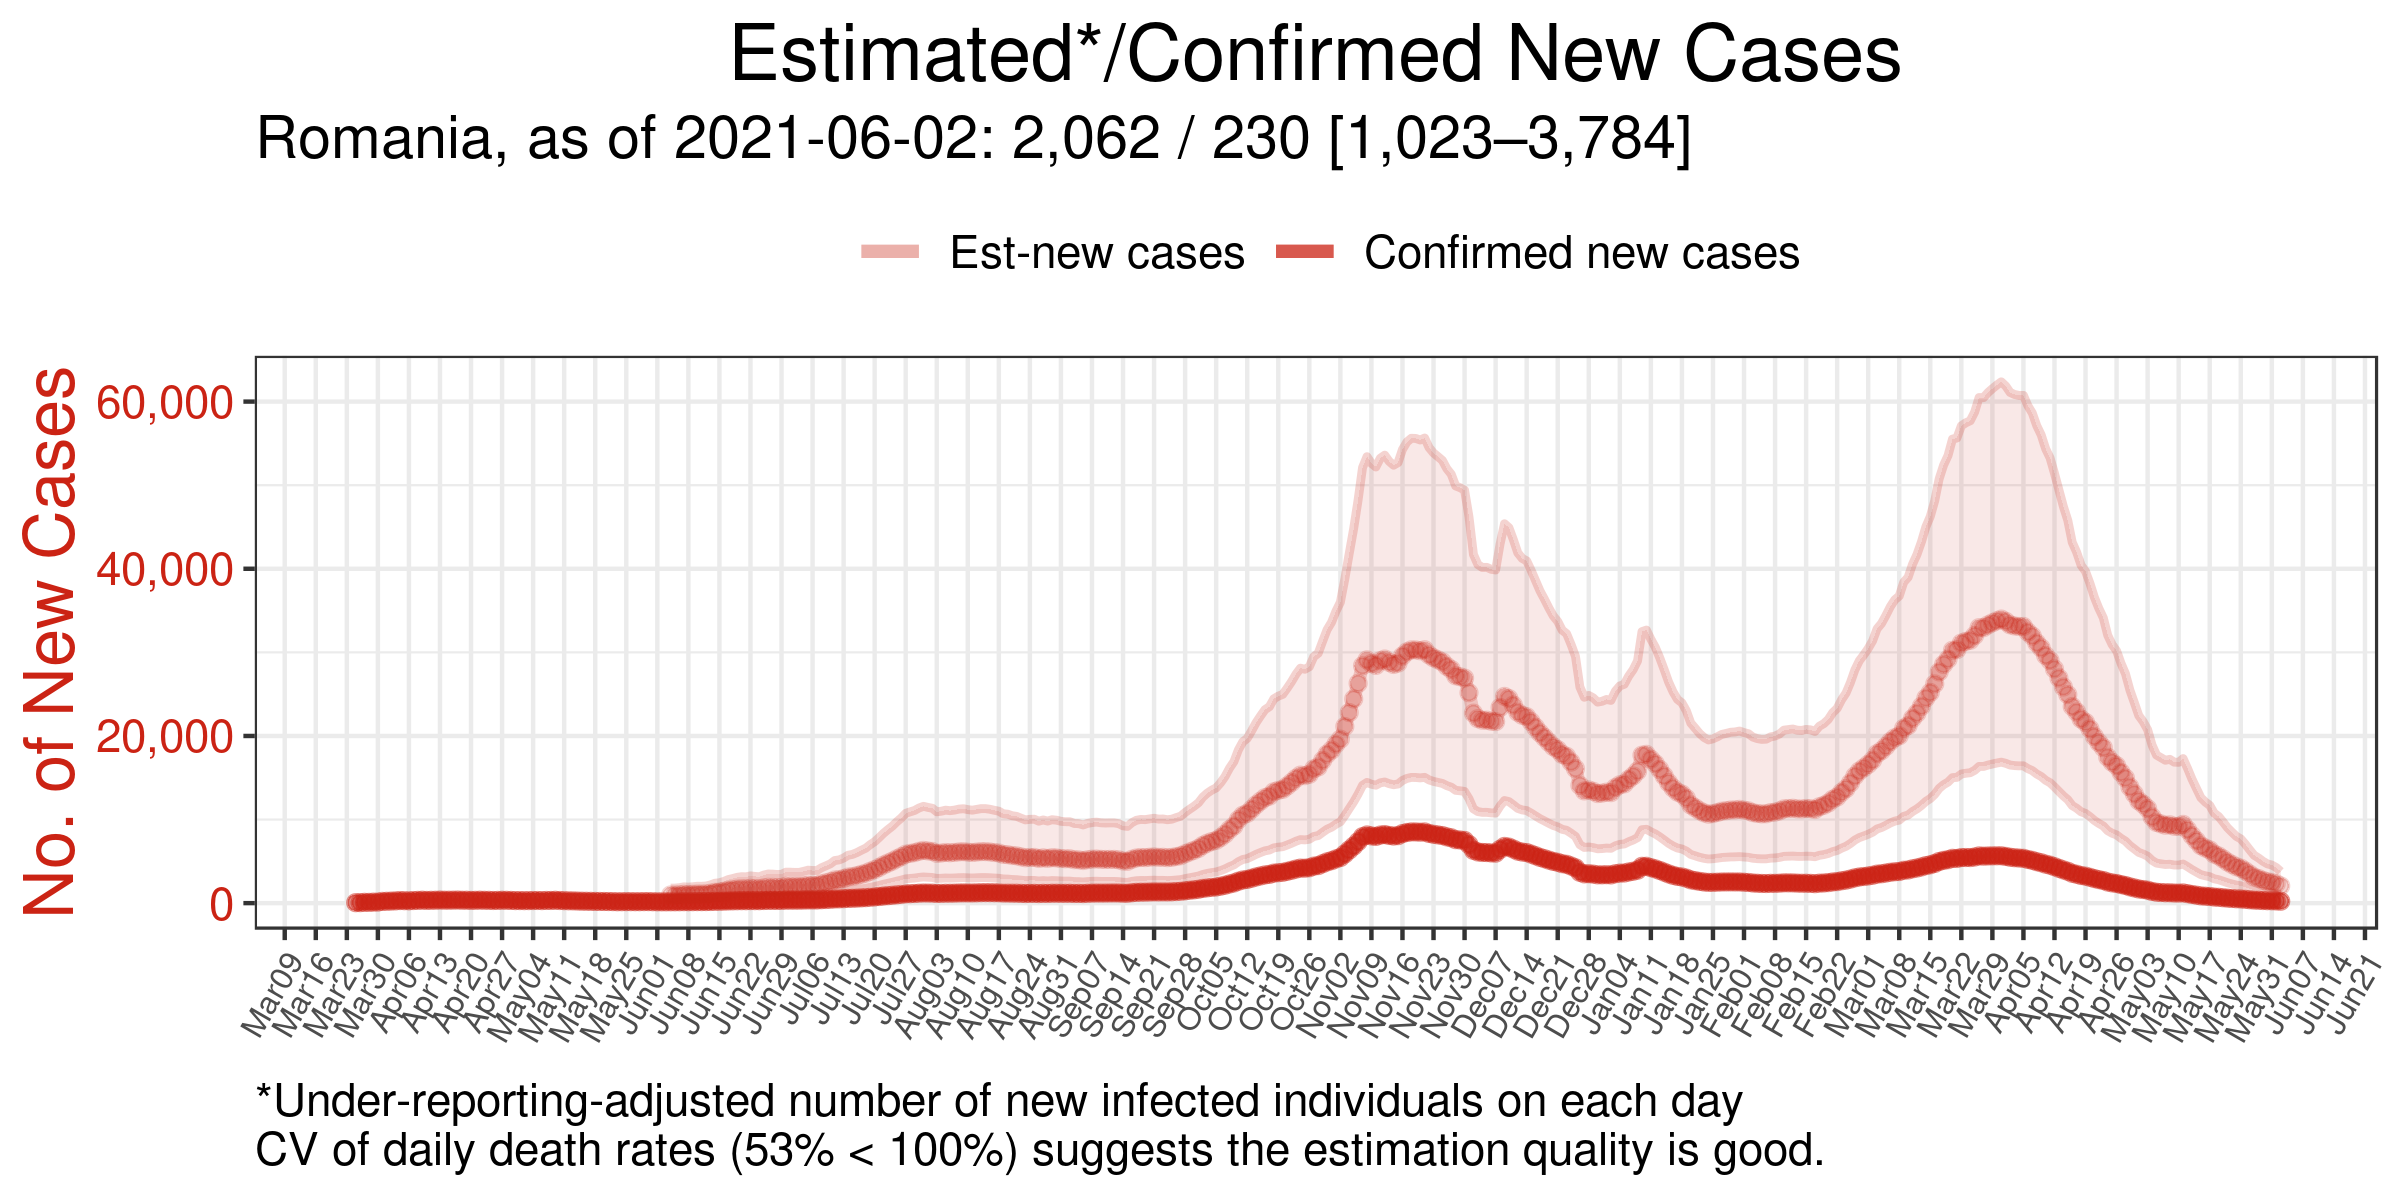 Estimated*/Confirmed New Cases
Romania, as of 2021-06-02: 2,062 / 230 [1,023–3,784]
Est-new cases Confirmed new cases
No. of New Cases
60,000
40,000
20,000
0
Mar09 Mar16 Mar23 Mar30 Apr06 Apr13 Apr20 Apr27 May04 May11 May18 May25 Jun01 Jun08 Jun15 Jun22 Jun29 Jul06 Jul13 Jul20 Jul27 Aug03 Aug10 Aug17 Aug24 Aug31 Sep07 Sep14 Sep21 Sep28 Oct05 Oct12 Oct19 Oct26 Nov02 Nov09 Nov16 Nov23 Nov30 Dec07 Dec14 Dec21 Dec28 Jan04 Jan11 Jan18 Jan25 Feb01 Feb08 Feb15 Feb22 Mar01 Mar08 Mar15 Mar22 Mar29 Apr05 Apr12 Apr19 Apr26 May03 May10 May17 May24 May31 Jun07 Jun14 Jun21
*Under-reporting-adjusted number of new infected individuals on each day
CV of daily death rates (53% < 100%) suggests the estimation quality is good.